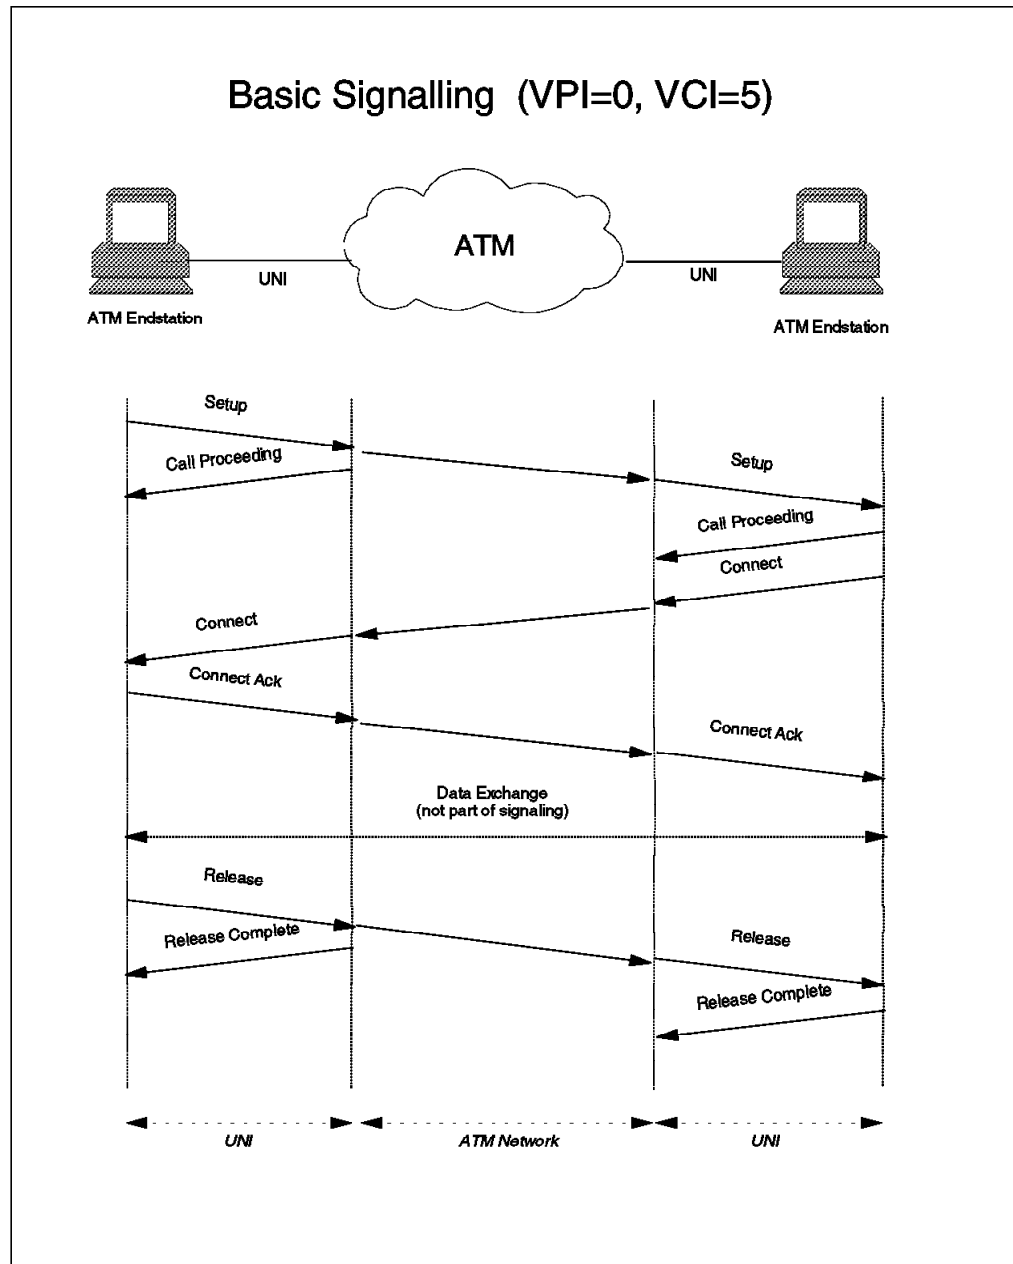 Basic Signalling (VPI=0, VCI=5)
ATM
UNI
UNI
ATM Endstation
ATM Endstation
Setup
Call Proceeding
Setup
Call Proceeding
Connect
Connect
Connect Ack
Connect Ack
Data Exchange
(not part of signaling)
Release
Release Complete
Release
Release Complete
UNI
ATM Network
UNI